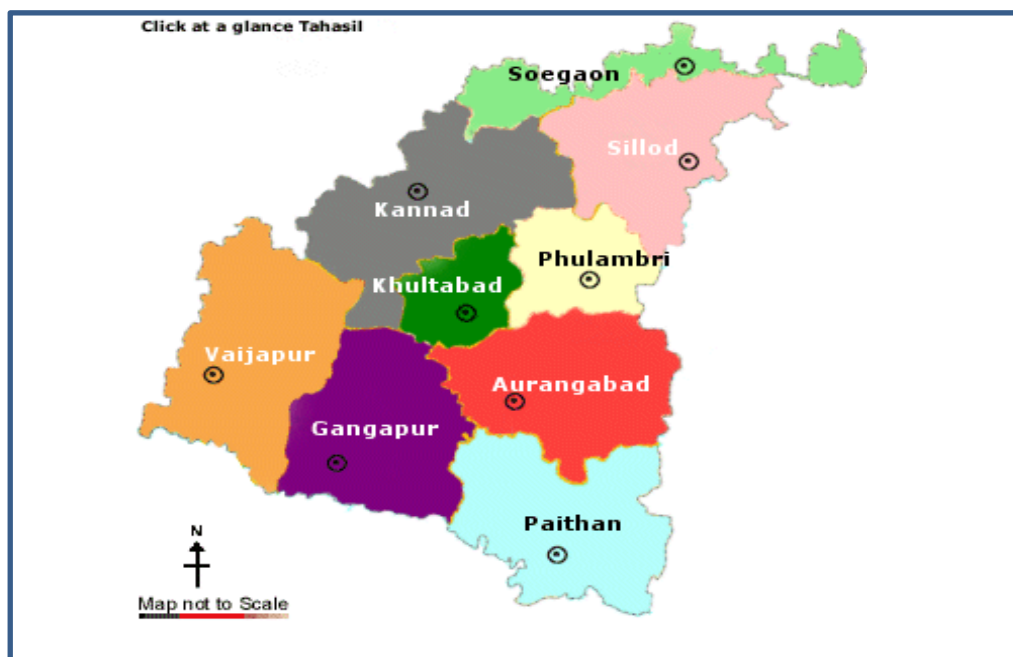 Click at a glance Tahasil
Soegaon
Sillod
Kannad
Phulambri
Khultabad
Vaijapur
Aurangabad
Gangapur
Paithan
N
Map not to Scale